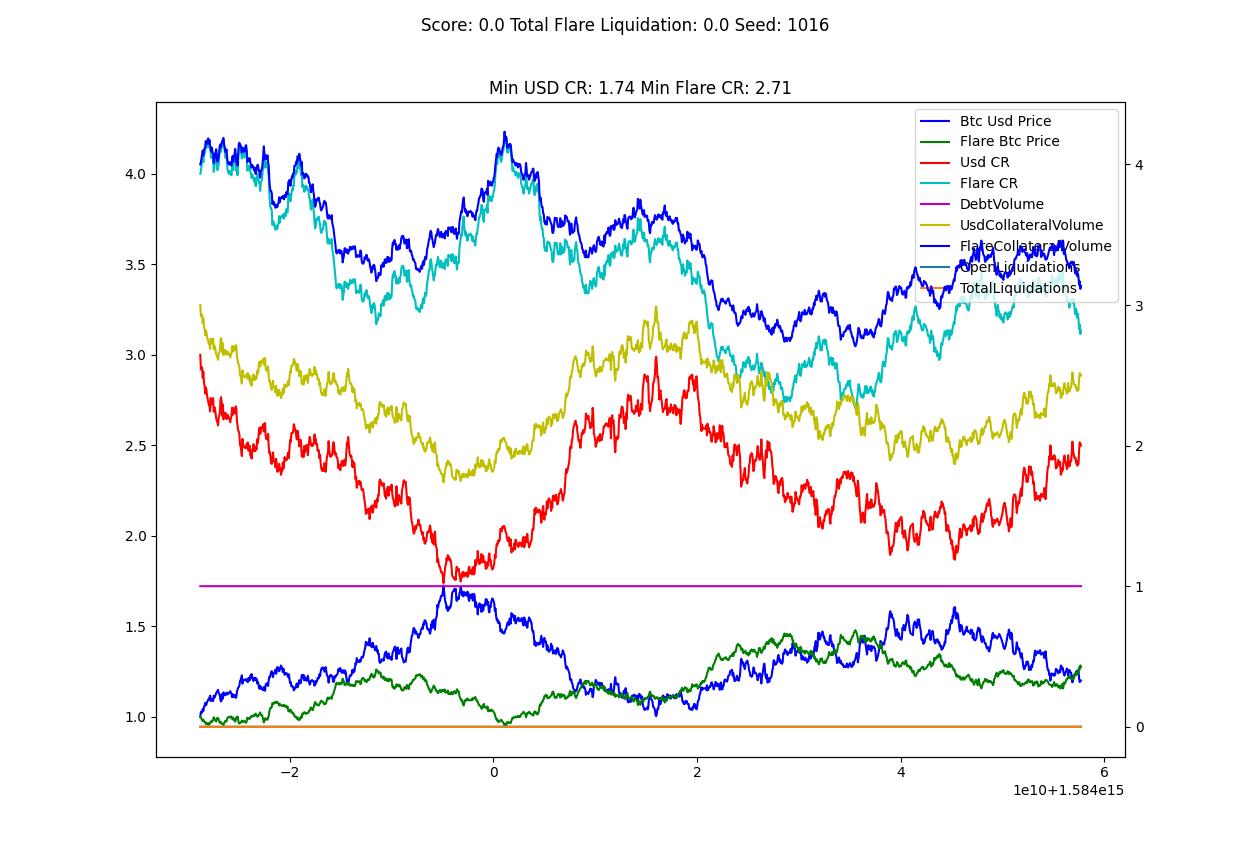 Score: 0.0 Total Flare Liquidation: 0.0 Seed: 1016
Min USD CR: 1.74 Min Flare CR: 2.71
Btc Usd Price
Flare Btc Price
Usd CR
Flare CR
DebtVolume
UsdCollateralVolume
FlareCollateralVolume
OpenLiquidations
TotalLiquidations
4.0
3.5
3.0
2.5
2.0
1.5
1.0
4
3
2
1
0
−2
0
2
4
6
1e10+1.584e15